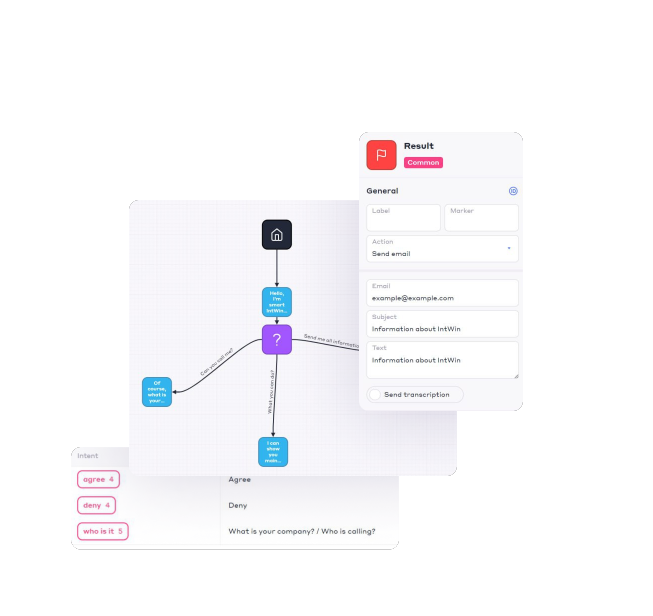 Result
Common
General
Label
Marker
Action
Send email
Email
example@example.com
Subject
Information about IntWin
Text
Information about IntWin
Send transcription
Hello,
I'm
smart
IntWin...
?
Can you call me?
What you can do?
Send me all informatio
Of
course,
what is
your...
I can
show
you
main...
Intent
agree 4
Agree
deny 4
Deny
who is it 5
What is your company? / Who is calling?